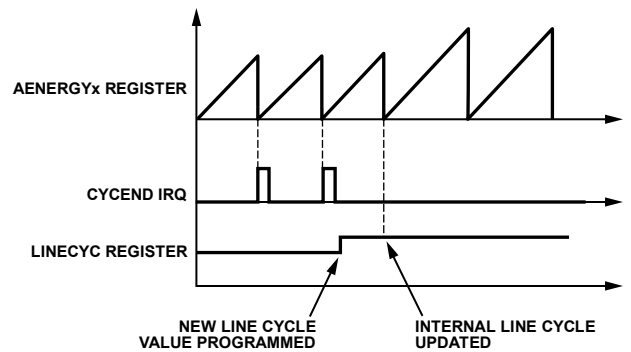 AENERGYx REGISTER
CYCEND IRQ
LINECYC REGISTER
NEW LINE CYCLE
VALUE PROGRAMMED
INTERNAL LINE CYCLE
UPDATED